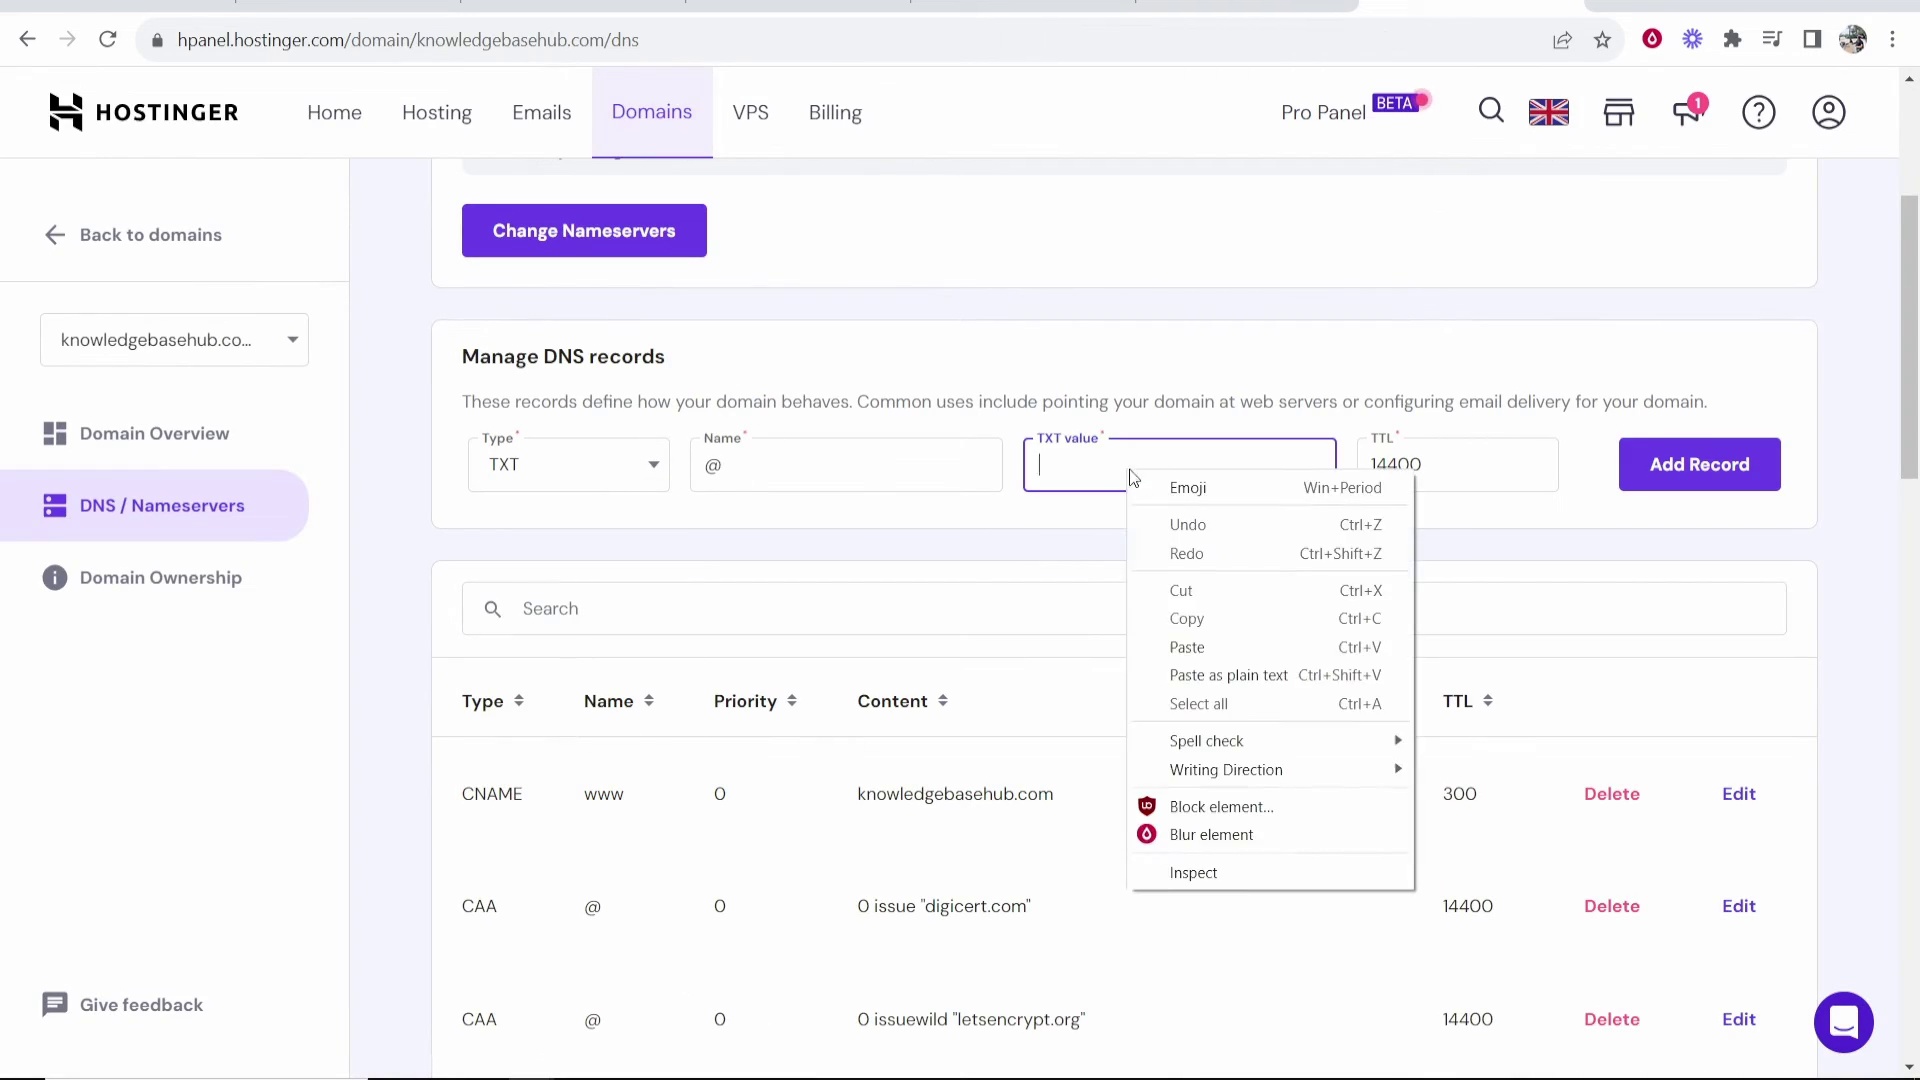 hpanel.hostinger.com/domain/knowledgebasehub.com/dns
HOSTINGER
Home
Hosting
Emails
Domains
VPS
Billing
Pro Panel
BETA
1
Back to domains
knowledgebasehub.co...
Domain Overview
DNS / Nameservers
Domain Ownership
Give feedback
Change Nameservers
Manage DNS records
These records define how your domain behaves. Common uses include pointing your domain at web servers or configuring email delivery for your domain.
Type*
TXT
Name*
@
TXT value*
TTL*
14400
Add Record
Emoji Win+Period
Undo Ctrl+Z
Redo Ctrl+Shift+Z
Cut Ctrl+X
Copy Ctrl+C
Paste Ctrl+V
Paste as plain text Ctrl+Shift+V
Select all Ctrl+A
Spell check
Writing Direction
Block element...
Blur element
Inspect
Search
Type Name Priority Content TTL
CNAME www 0 knowledgebasehub.com 300 Delete Edit
CAA @ 0 0 issue "digicert.com" 14400 Delete Edit
CAA @ 0 0 issuewild "letsencrypt.org" 14400 Delete Edit